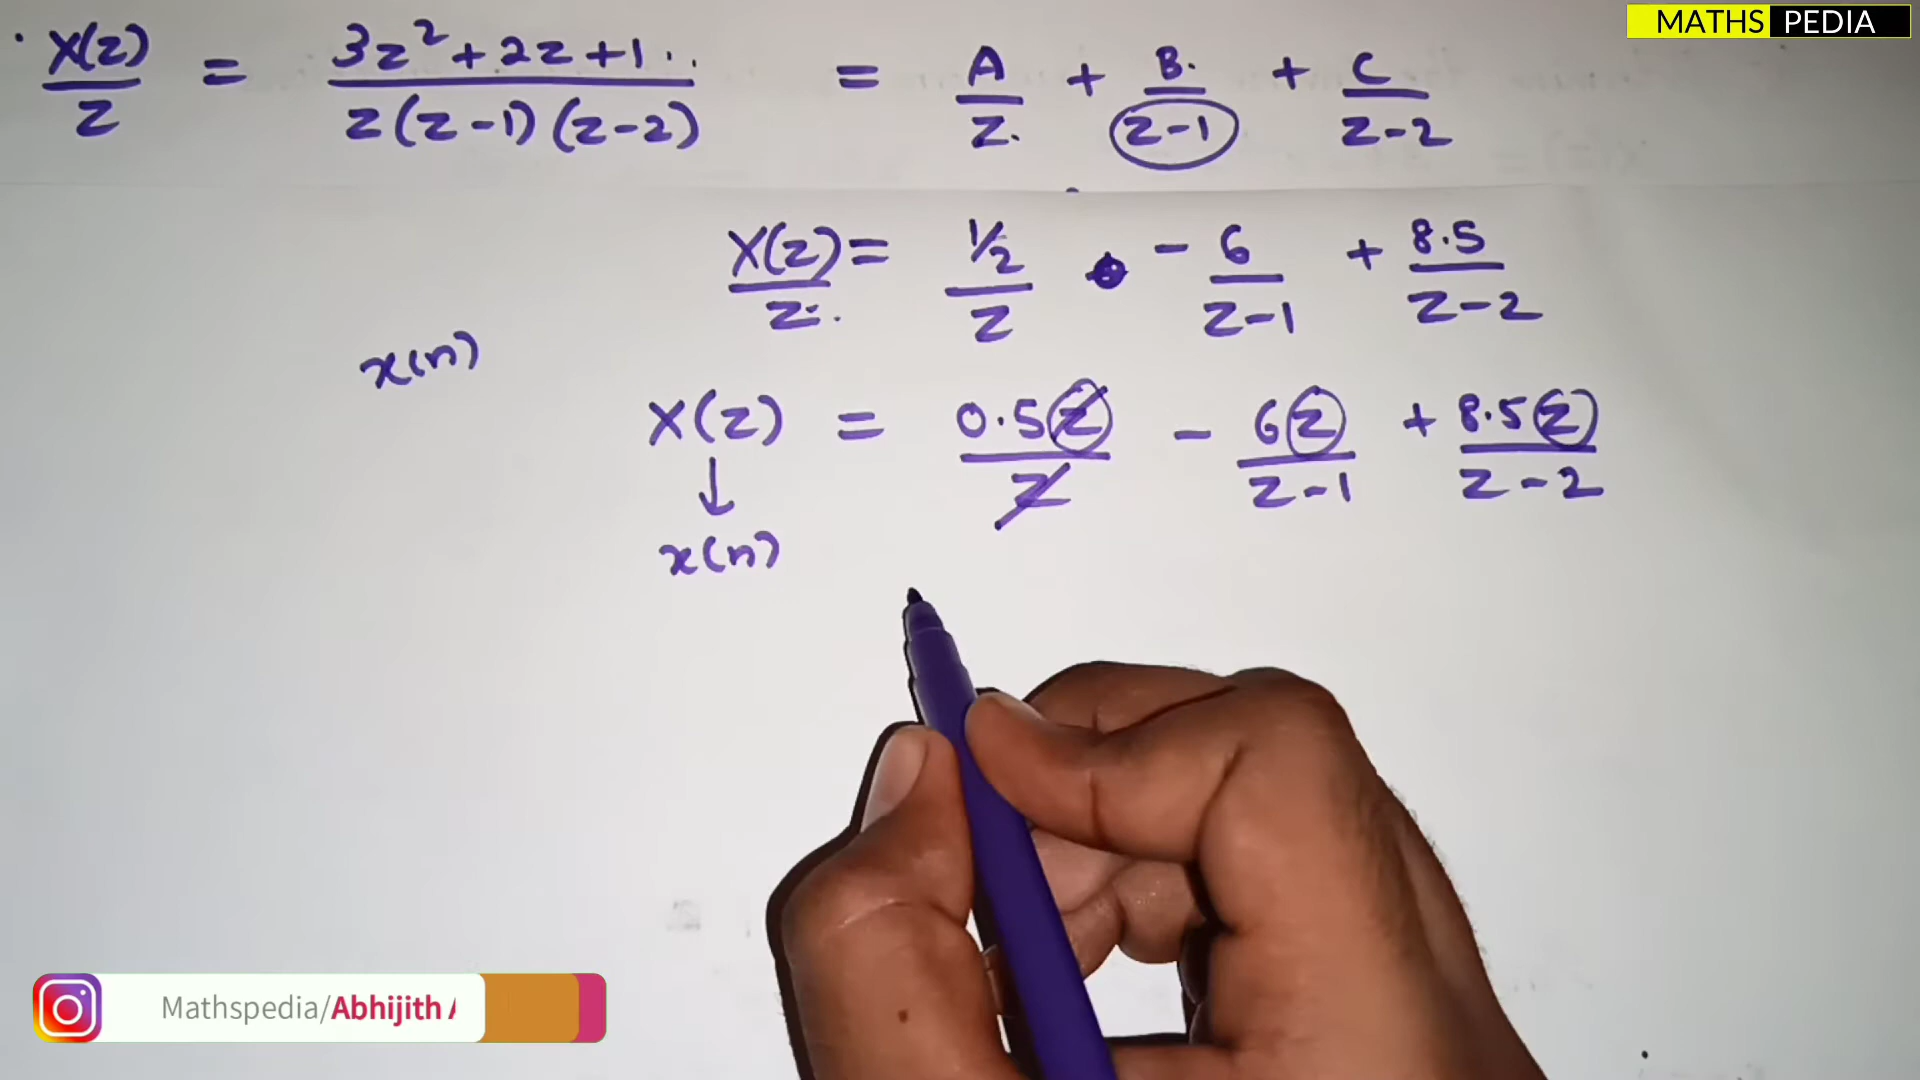 MATHS PEDIA
X(z)/z = 3z²+2z+1../z(z-1)(z-2) = A/z. + B./z-1 + C/z-2
X(z)/z = ½/z - 6/z-1 + 8.5/z-2
x(n)
X(z) = 0.5z/z - 6z/z-1 + 8.5z/z-2
↓
x(n)
Mathspedia/Abhijith A